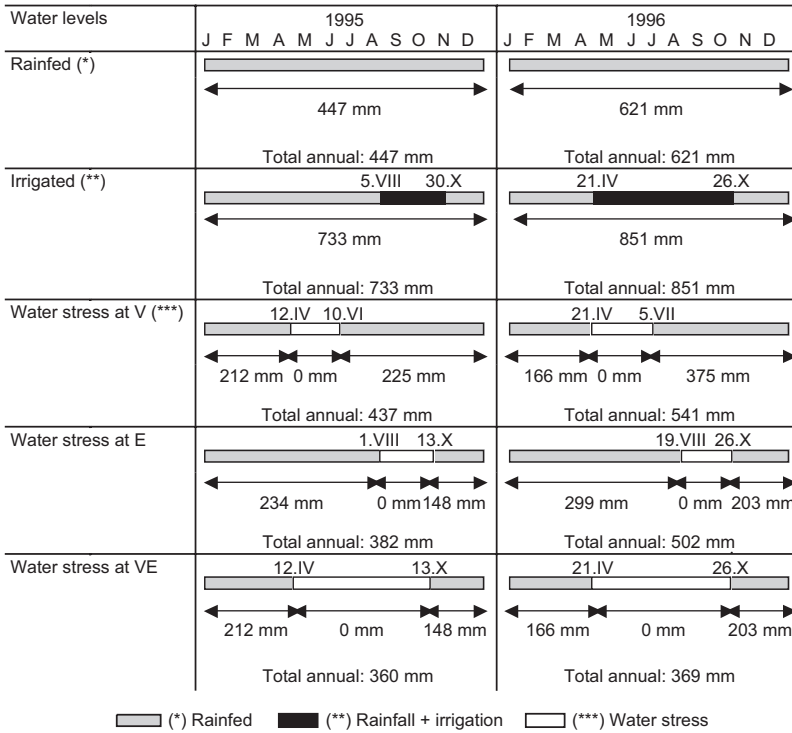 Water levels 1995 1996
J F M A M J J A S O N D J F M A M J J A S O N D
Rainfed (*)
447 mm 621 mm
Total annual: 447 mm Total annual: 621 mm
Irrigated (**) 5.VIII 30.X 21.IV 26.X
733 mm 851 mm
Total annual: 733 mm Total annual: 851 mm
Water stress at V (***) 12.IV 10.VI 21.IV 5.VII
212 mm 0 mm 225 mm 166 mm 0 mm 375 mm
Total annual: 437 mm Total annual: 541 mm
Water stress at E 1.VIII 13.X 19.VIII 26.X
234 mm 0 mm 148 mm 299 mm 0 mm 203 mm
Total annual: 382 mm Total annual: 502 mm
Water stress at VE 12.IV 13.X 21.IV 26.X
212 mm 0 mm 148 mm 166 mm 0 mm 203 mm
Total annual: 360 mm Total annual: 369 mm
(*) Rainfed (**) Rainfall + irrigation (***) Water stress